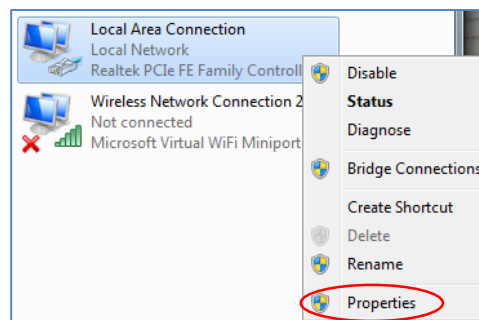 Local Area Connection
Local Network
Realtek PCIe FE Family Controll
Wireless Network Connection 2
Not connected
Microsoft Virtual WiFi Miniport
Disable
Status
Diagnose
Bridge Connections
Create Shortcut
Delete
Rename
Properties